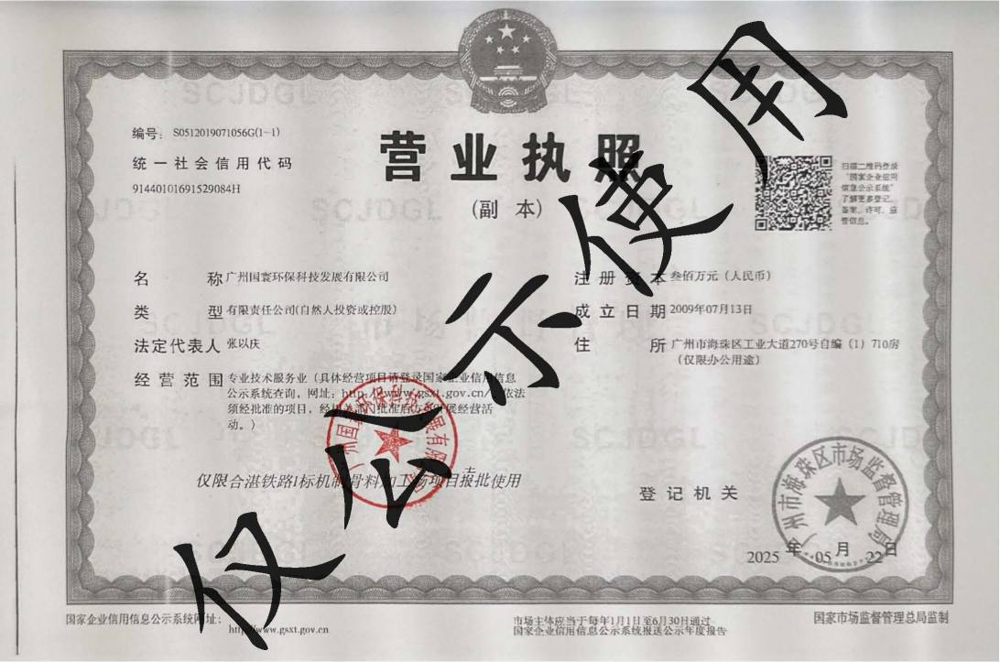 编号：S0512019071056G(1-1)
统一社会信用代码
91440101691529084H
营业执照
（副 本）
扫描二维码登录
“国家企业信用
信息公示系统”
了解更多登记、
备案、许可、监
管信息。
名 称 广州国寰环保科技发展有限公司
类 型 有限责任公司(自然人投资或控股)
法定代表人 张以庆
经营范围 专业技术服务业（具体经营项目请登录国家企业信用信息
公示系统查询，网址：http://www.gsxt.gov.cn/。依法
须经批准的项目，经相关部门批准后方可开展经营活
动。）
注册资本 叁佰万元（人民币）
成立日期 2009年07月13日
住 所 广州市海珠区工业大道270号自编（1）710房
（仅限办公用途）
仅限合湛铁路1标机制骨料加工场项目报批使用
仅公示使用
登记机关
广州市海珠区市场监督管理局
2025 年 05 月 22 日
国家企业信用信息公示系统网址：
http://www.gsxt.gov.cn
市场主体应当于每年1月1日至6月30日通过
国家企业信用信息公示系统报送公示年度报告
国家市场监督管理总局监制
SCJDGL